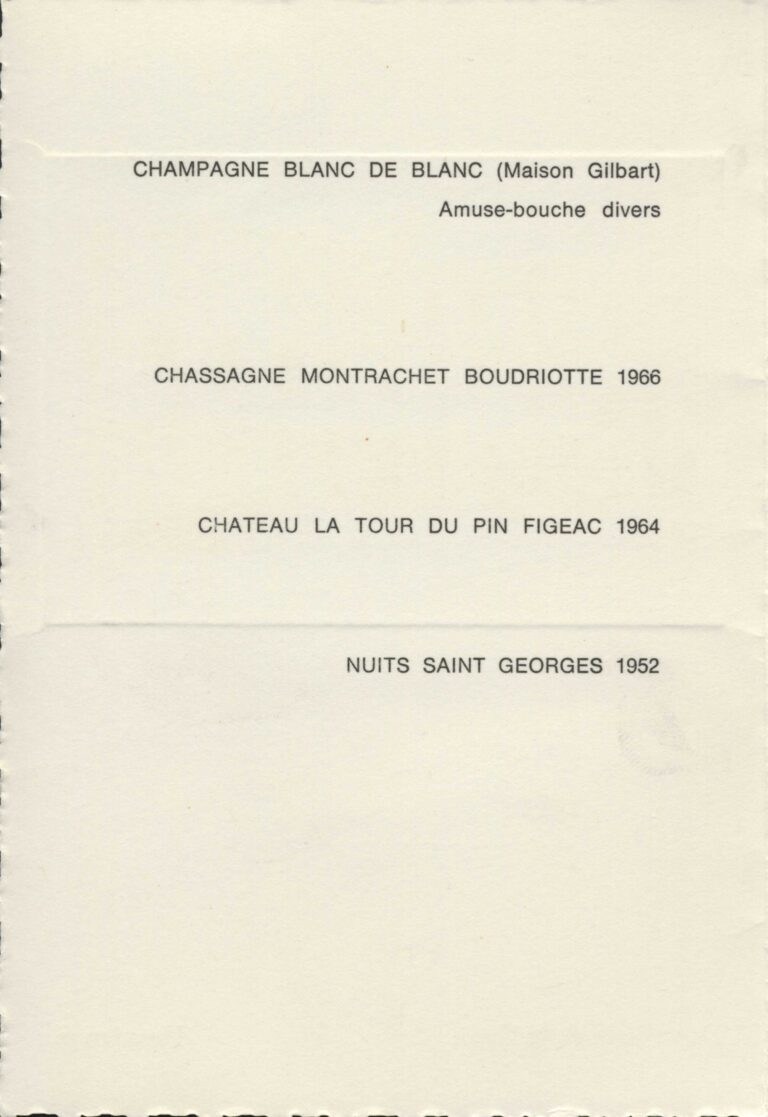 CHAMPAGNE BLANC DE BLANC (Maison Gilbart)
Amuse-bouche divers
CHASSAGNE MONTRACHET BOUDRIOTTE 1966
CHATEAU LA TOUR DU PIN FIGEAC 1964
NUITS SAINT GEORGES 1952